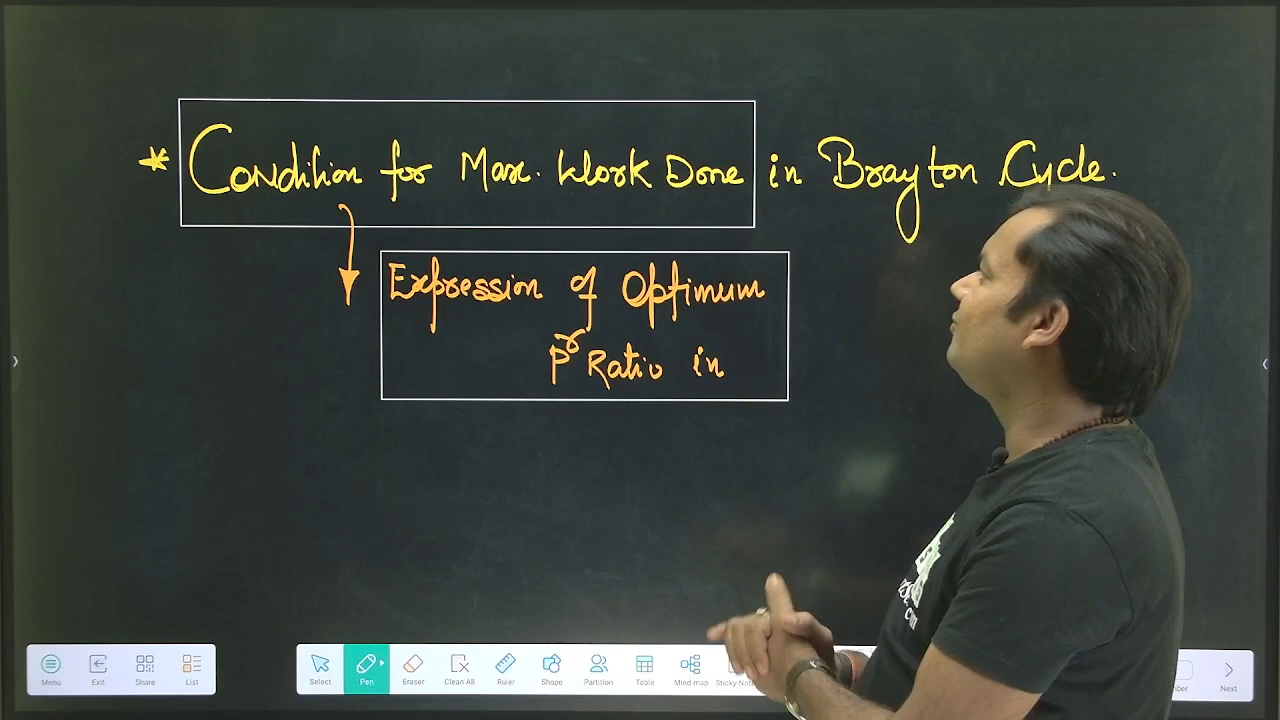 * Condition for Max. Work Done in Brayton Cycle.
Expression of Optimum
Pr Ratio in
Menu Exit Share List Select Pen Eraser Clean All Ruler Shape Partition Table Mind map Next